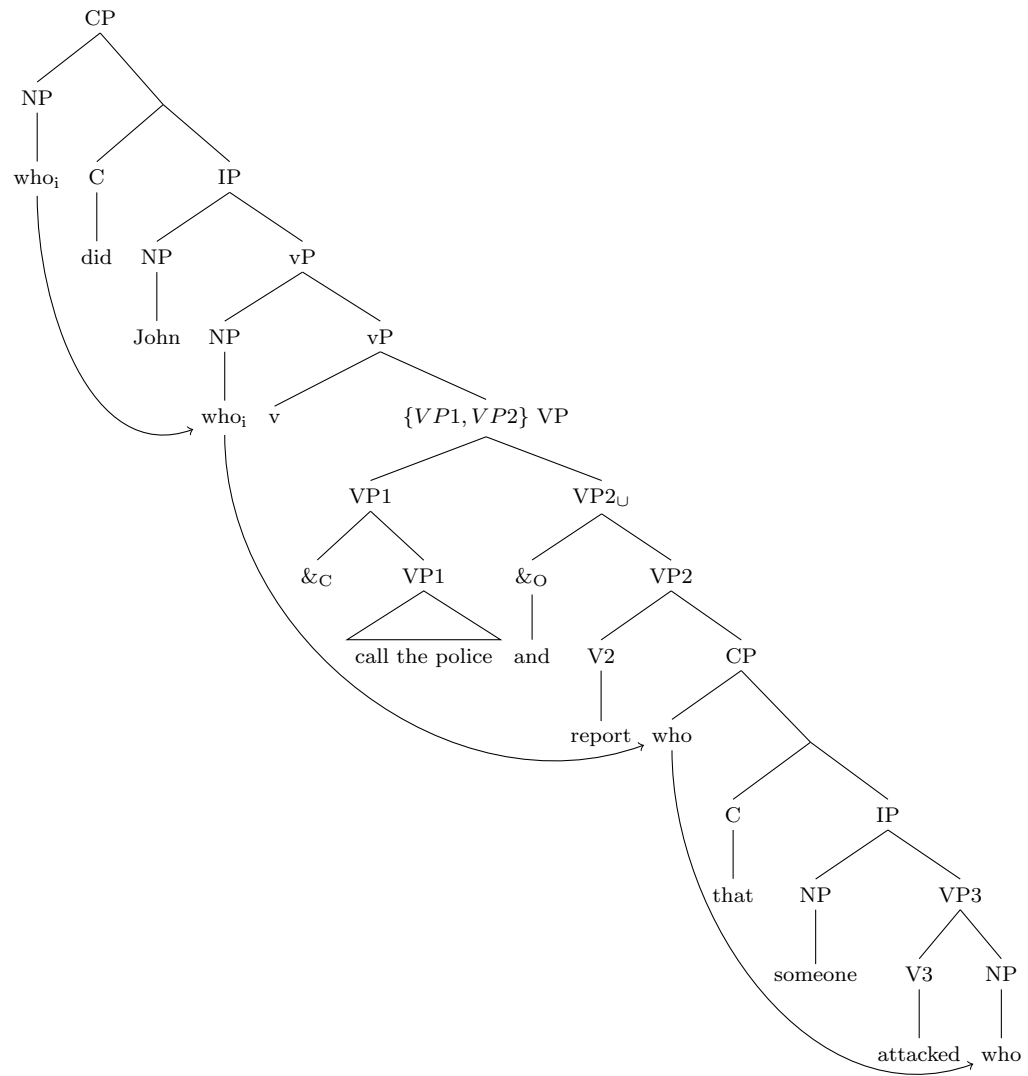 CP
NP
who_i C IP
did NP vP
John NP vP
who_i v {VP1, VP2} VP
VP1 VP2_∪
&_C VP1 &_O VP2
call the police and V2 CP
report who
C IP
that NP VP3
someone V3 NP
attacked who